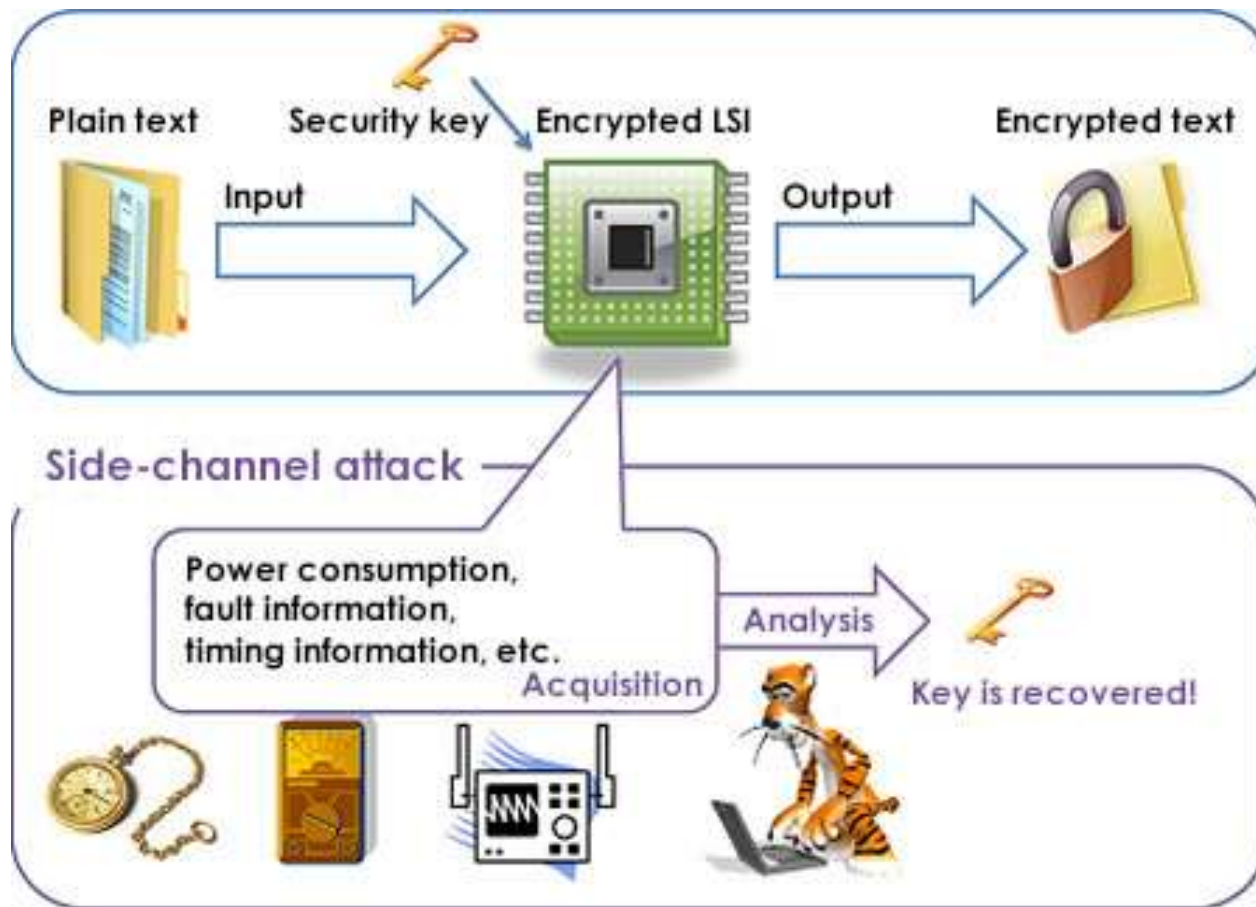 Plain text
Security key
Encrypted LSI
Encrypted text
Input
Output
Side-channel attack
Power consumption,
fault information,
timing information, etc.
Acquisition
Analysis
Key is recovered!